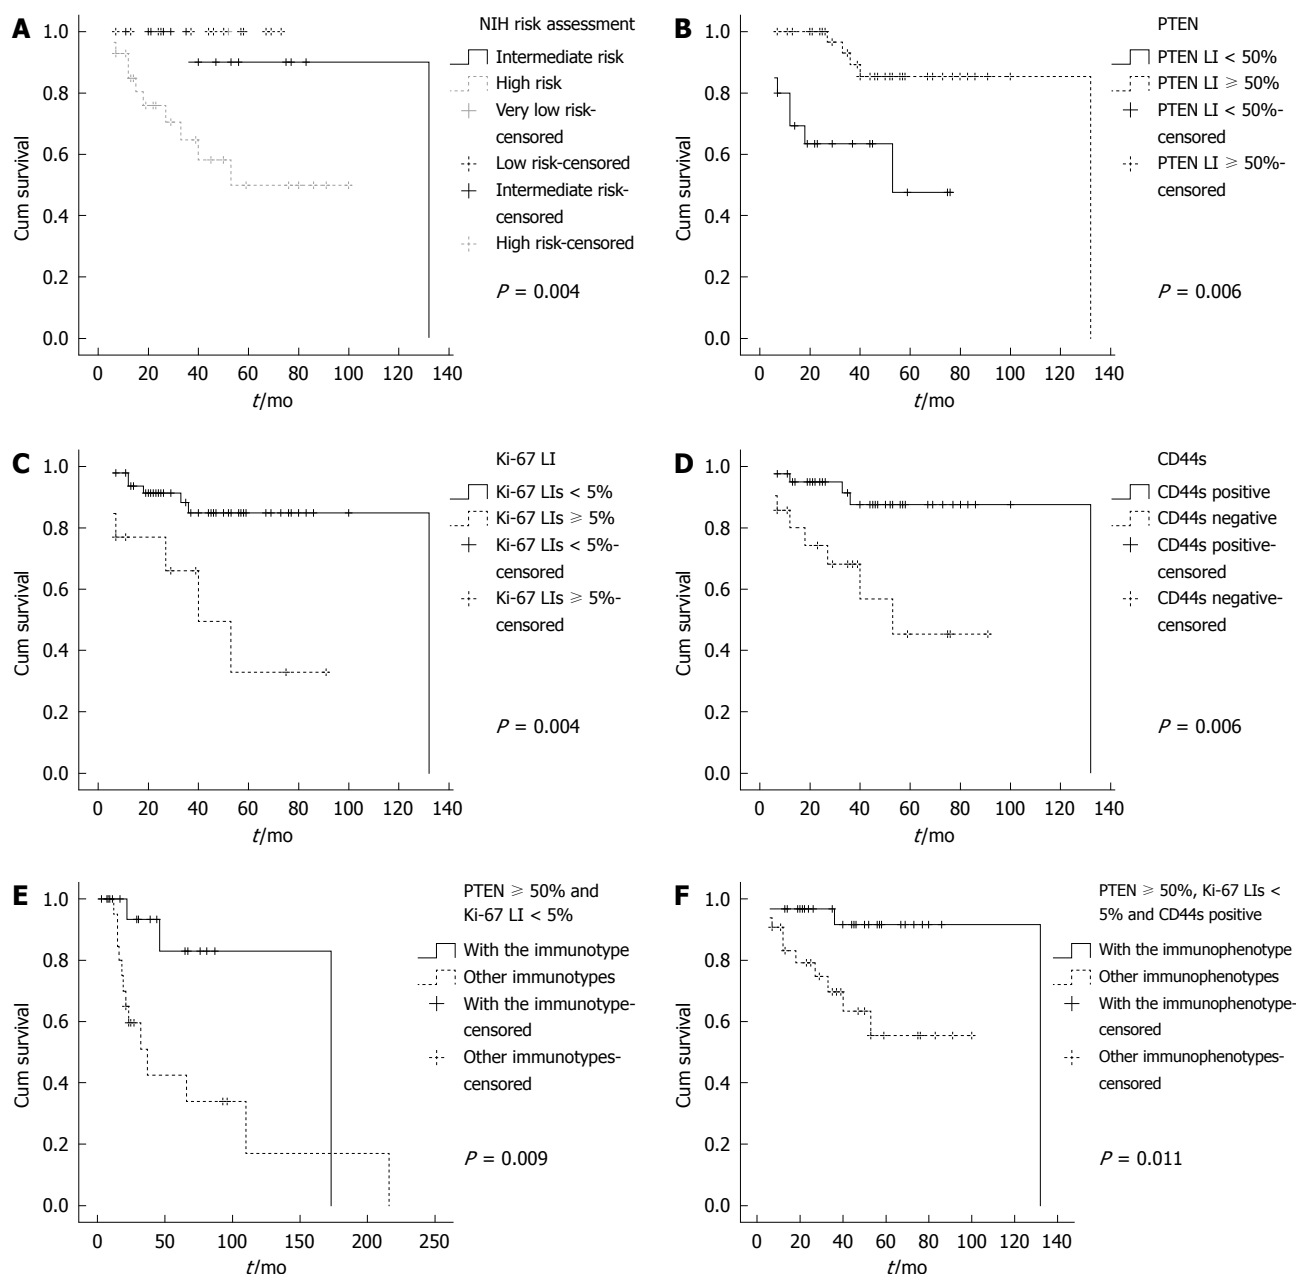 A
NIH risk assessment
Intermediate risk
High risk
Very low risk-
censored
Low risk-censored
Intermediate risk-
censored
High risk-censored
P = 0.004
Cum survival
1.0
0.8
0.6
0.4
0.2
0.0
0 20 40 60 80 100 120 140
t/mo
B
PTEN
PTEN LI < 50%
PTEN LI ≥ 50%
PTEN LI < 50%-
censored
PTEN LI ≥ 50%-
censored
P = 0.006
Cum survival
1.0
0.8
0.6
0.4
0.2
0.0
0 20 40 60 80 100 120 140
t/mo
C
Ki-67 LI
Ki-67 LIs < 5%
Ki-67 LIs ≥ 5%
Ki-67 LIs < 5%-
censored
Ki-67 LIs ≥ 5%-
censored
P = 0.004
Cum survival
1.0
0.8
0.6
0.4
0.2
0.0
0 20 40 60 80 100 120 140
t/mo
D
CD44s
CD44s positive
CD44s negative
CD44s positive-
censored
CD44s negative-
censored
P = 0.006
Cum survival
1.0
0.8
0.6
0.4
0.2
0.0
0 20 40 60 80 100 120 140
t/mo
E
PTEN ≥ 50% and
Ki-67 LI < 5%
With the immunotype
Other immunotypes
With the immunotype-
censored
Other immunotypes-
censored
P = 0.009
Cum survival
1.0
0.8
0.6
0.4
0.2
0.0
0 50 100 150 200 250
t/mo
F
PTEN ≥ 50%, Ki-67 LIs <
5% and CD44s positive
With the immunophenotype
Other immunophenotypes
With the immunophenotype-
censored
Other immunophenotypes-
censored
P = 0.011
Cum survival
1.0
0.8
0.6
0.4
0.2
0.0
0 20 40 60 80 100 120 140
t/mo